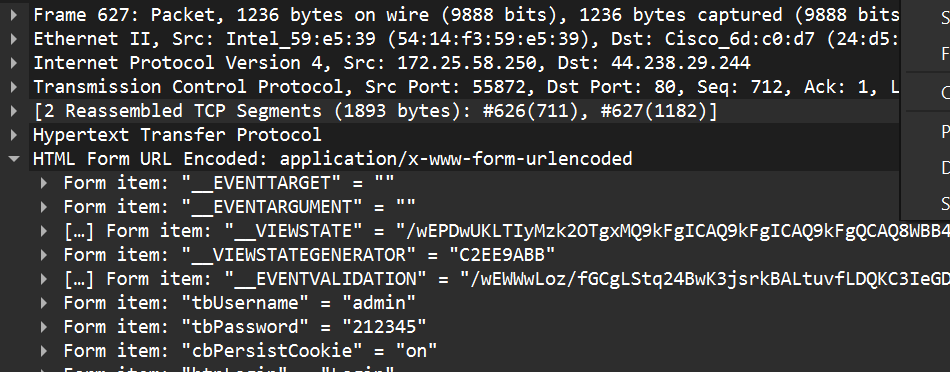 Frame 627: Packet, 1236 bytes on wire (9888 bits), 1236 bytes captured (9888 bits
Ethernet II, Src: Intel_59:e5:39 (54:14:f3:59:e5:39), Dst: Cisco_6d:c0:d7 (24:d5:
Internet Protocol Version 4, Src: 172.25.58.250, Dst: 44.238.29.244
Transmission Control Protocol, Src Port: 55872, Dst Port: 80, Seq: 712, Ack: 1, L
[2 Reassembled TCP Segments (1893 bytes): #626(711), #627(1182)]
Hypertext Transfer Protocol
HTML Form URL Encoded: application/x-www-form-urlencoded
Form item: "__EVENTTARGET" = ""
Form item: "__EVENTARGUMENT" = ""
[…] Form item: "__VIEWSTATE" = "/wEPDwUKLTIyMzk2OTgxMQ9kFgICAQ9kFgICAQ9kFgQCAQ8WBB4
Form item: "__VIEWSTATEGENERATOR" = "C2EE9ABB"
[…] Form item: "__EVENTVALIDATION" = "/wEWWwLoz/fGCgLStq24BwK3jsrkBALtuvfLDQKC3IeGD
Form item: "tbUsername" = "admin"
Form item: "tbPassword" = "212345"
Form item: "cbPersistCookie" = "on"
Form item: "btnLogin" = "Login"
S
F
C
P
D
S